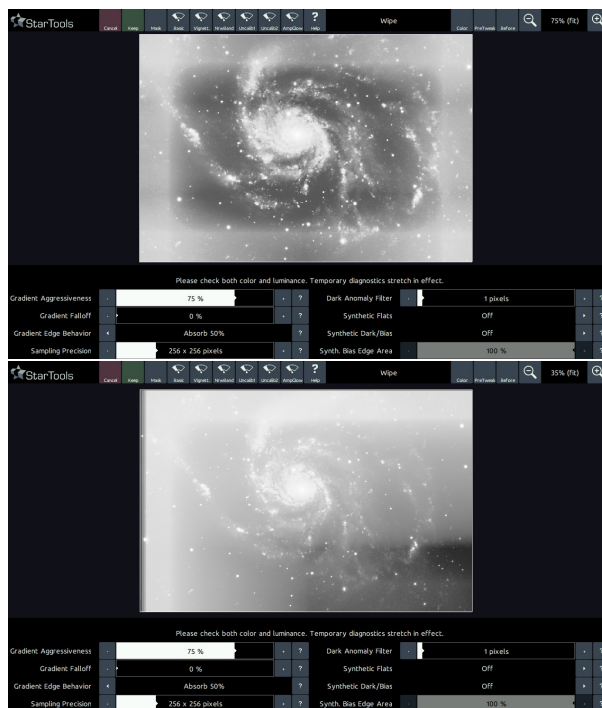 StarTools
Cancel Keep Mask Basic Vignett. NrwBand Uncalib1 Uncalib2 AmpGlow Help Wipe Color PreTweak Before 75% (fit)
Please check both color and luminance. Temporary diagnostics stretch in effect.
Gradient Aggressiveness - 75 % + ? Dark Anomaly Filter - 1 pixels + ?
Gradient Falloff - 0 % + ? Synthetic Flats Off ?
Gradient Edge Behavior Absorb 50% ? Synthetic Dark/Bias Off ?
Sampling Precision - 256 x 256 pixels + ? Synth. Bias Edge Area - 100 % + ?
StarTools
Cancel Keep Mask Basic Vignett. NrwBand Uncalib1 Uncalib2 AmpGlow Help Wipe Color PreTweak Before 35% (fit)
Please check both color and luminance. Temporary diagnostics stretch in effect.
Gradient Aggressiveness - 75 % + ? Dark Anomaly Filter - 1 pixels + ?
Gradient Falloff - 0 % + ? Synthetic Flats Off ?
Gradient Edge Behavior Absorb 50% ? Synthetic Dark/Bias Off ?
Sampling Precision - 256 x 256 pixels + ? Synth. Bias Edge Area - 100 % + ?